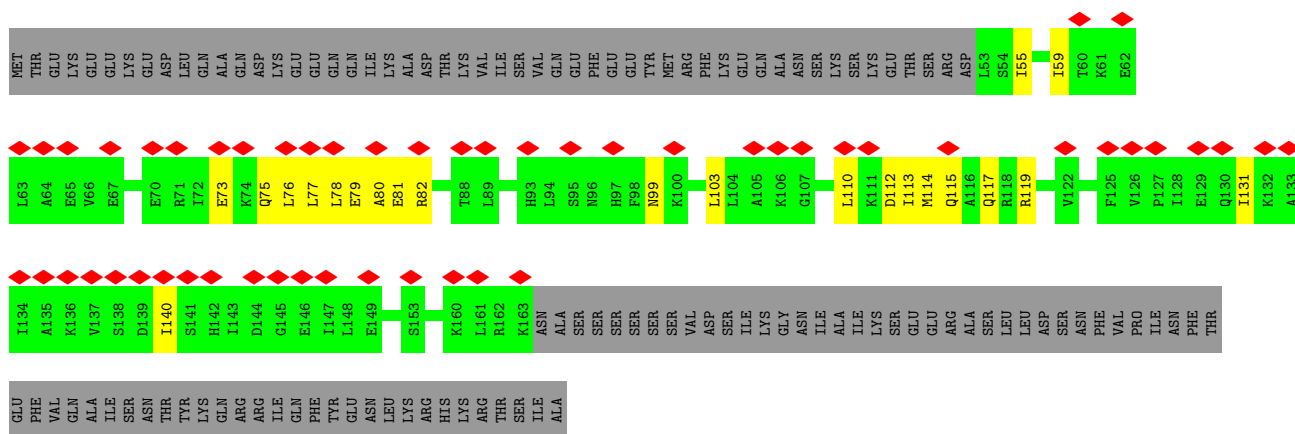 MET THR GLU LYS GLU GLU LYS GLU ASP LEU GLN ALA GLN ASP LYS GLU GLU GLN GLN ILE LYS ALA ASP THR LYS VAL ILE SER VAL GLN GLU PHE GLU GLU TYR MET ARG PHE LYS GLU GLN ALA ASN SER LYS SER LYS GLU THR SER ARG ASP L53 S54 I55 I59 T60 K61 E62
L63 A64 E65 V66 E67 E70 R71 I72 E73 K74 Q75 L76 L77 L78 E79 A80 E81 R82 T88 L89 H93 L94 S95 N96 H97 F98 N99 K100 L103 L104 A105 K106 G107 L110 K111 D112 I113 M114 Q115 A116 Q117 R118 R119 V122 F125 V126 P127 I128 E129 Q130 I131 K132 A133
I134 A135 K136 V137 S138 D139 I140 S141 H142 I143 D144 G145 E146 I147 L148 E149 S153 K160 L161 R162 K163 ASN ALA SER SER SER SER SER SER VAL ASP SER ILE LYS GLY ASN ILE ALA ILE LYS SER GLU GLU ARG ALA SER LEU LEU ASP SER ASN PHE VAL PRO ILE ASN PHE THR
GLU PHE VAL GLN ALA ILE SER ASN THR TYR LYS GLN ARG ARG ILE GLN PHE TYR GLU ASN LEU LYS ARG HIS LYS ARG THR SER ILE ALA